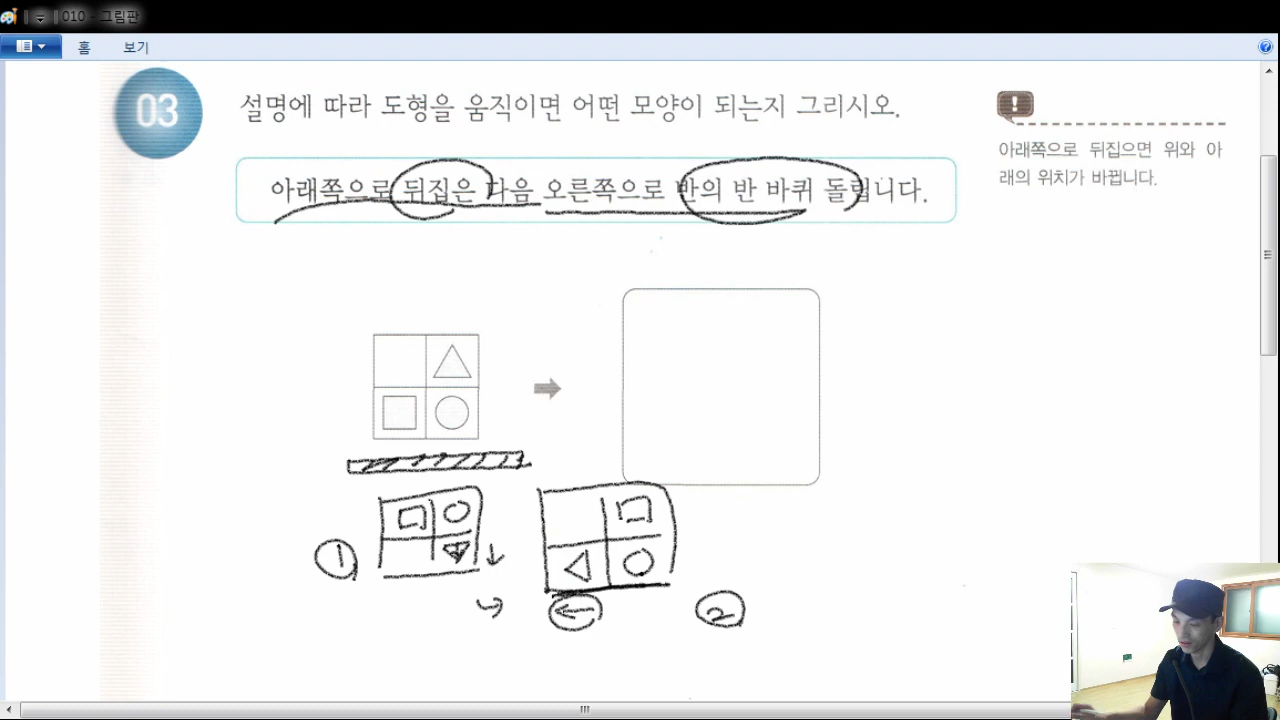 010 - 그림판
홈 보기
03 설명에 따라 도형을 움직이면 어떤 모양이 되는지 그리시오.
아래쪽으로 뒤집은 다음 오른쪽으로 반의 반 바퀴 돌립니다.
!
아래쪽으로 뒤집으면 위와 아
래의 위치가 바뀝니다.
①
②